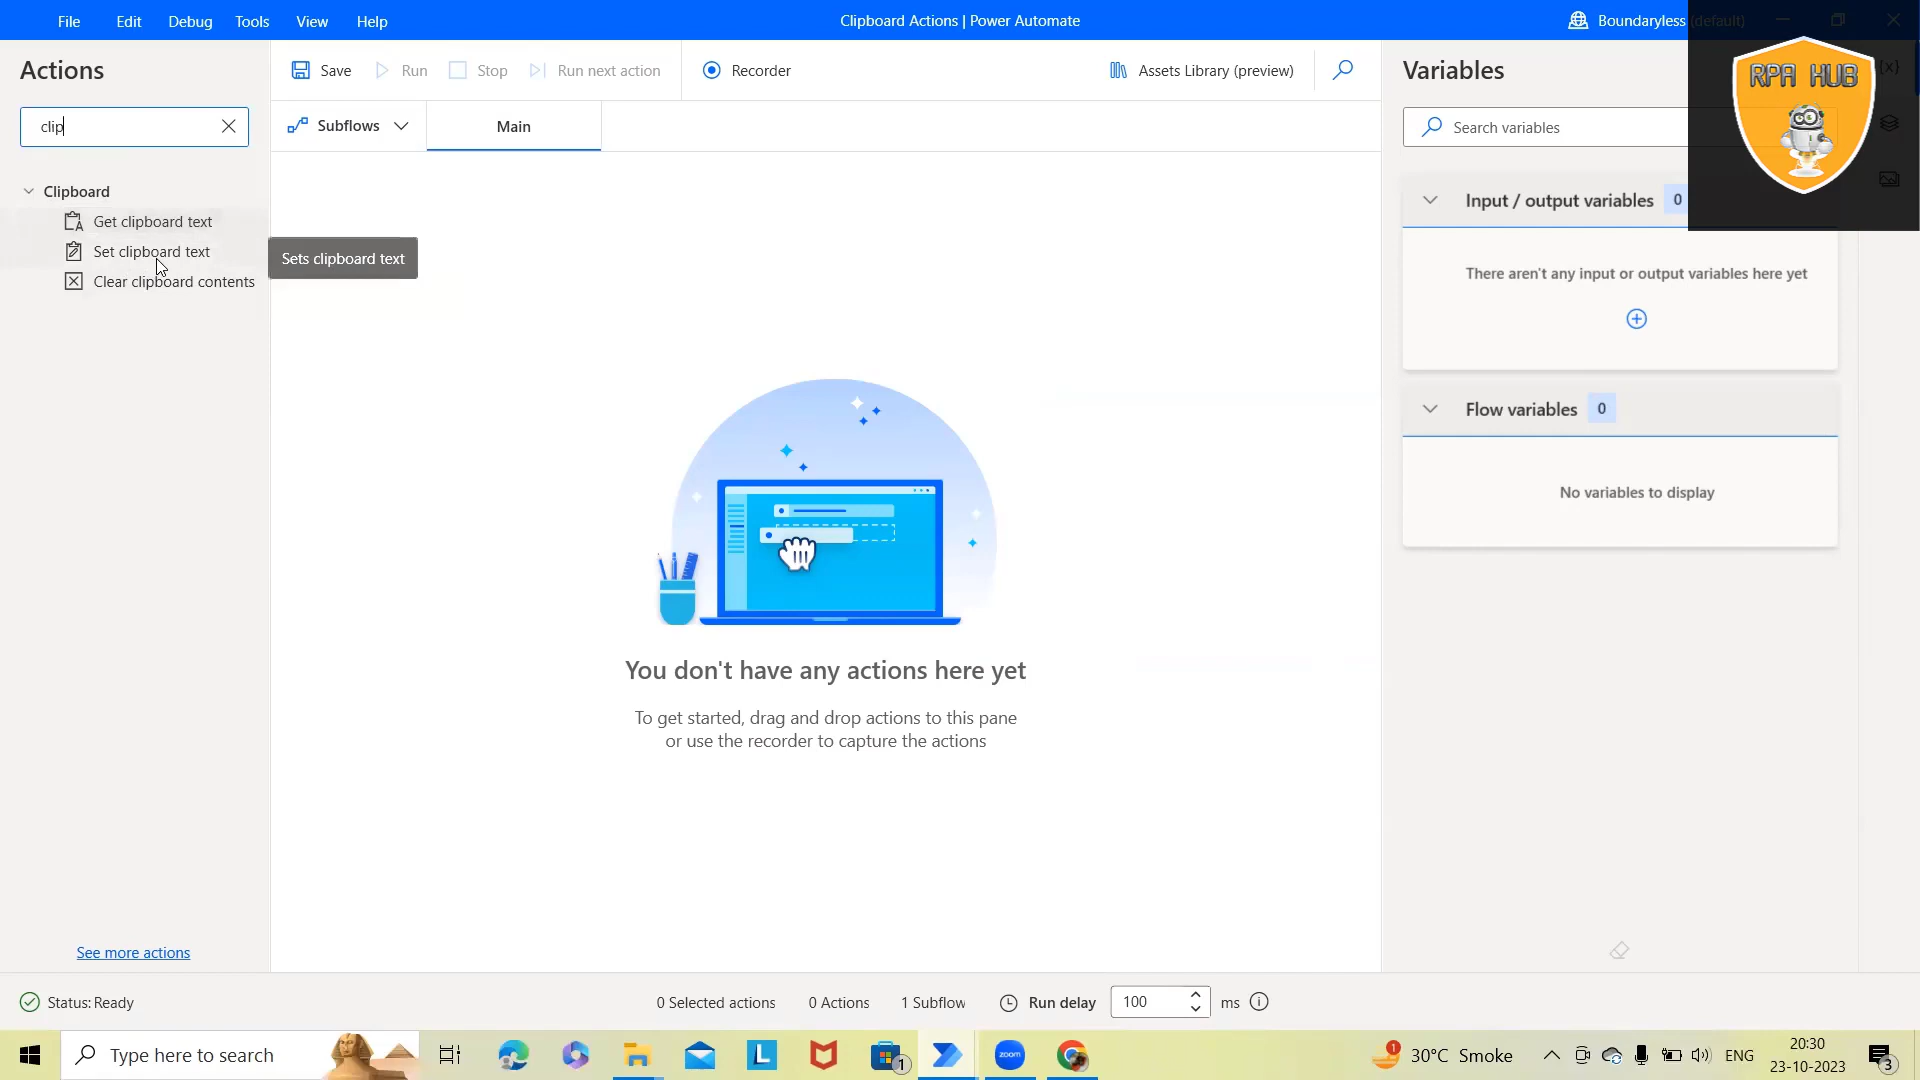 File Edit Debug Tools View Help
Clipboard Actions | Power Automate
Boundaryless (default)
Actions
Save Run Stop Run next action Recorder
Assets Library (preview)
Variables
RPA HUB
{x}
clip
Subflows Main
Search variables
Clipboard
Get clipboard text
Set clipboard text
Clear clipboard contents
Sets clipboard text
Input / output variables 0
There aren't any input or output variables here yet
Flow variables 0
No variables to display
You don't have any actions here yet
To get started, drag and drop actions to this pane
or use the recorder to capture the actions
See more actions
Status: Ready
0 Selected actions 0 Actions 1 Subflow Run delay 100 ms
Type here to search
L
1
zoom
1
30°C Smoke
ENG
20:30
23-10-2023
3